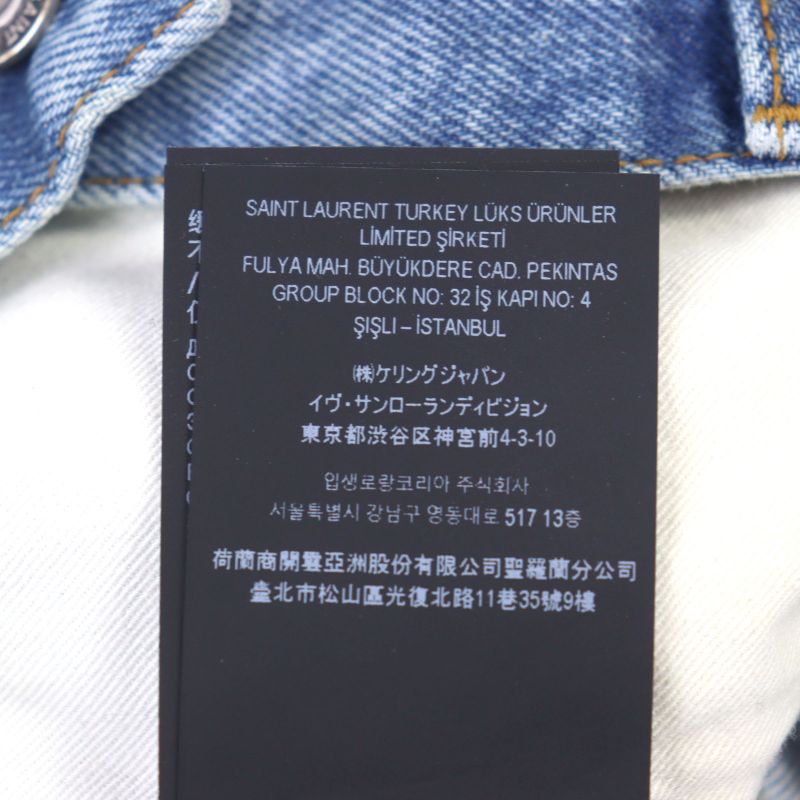 SAINT
SAINT LAURENT TURKEY LÜKS ÜRÜNLER
LİMİTED ŞİRKETİ
FULYA MAH. BÜYÜKDERE CAD. PEKINTAS
GROUP BLOCK NO: 32 İŞ KAPI NO: 4
ŞIŞLI – İSTANBUL
㈱ケリングジャパン
イヴ・サンローランディビジョン
東京都渋谷区神宮前4-3-10
입생로랑코리아 주식회사
서울특별시 강남구 영동대로 517 13층
荷蘭商開雲亞洲股份有限公司聖羅蘭分公司
臺北市松山區光復北路11巷35號9樓